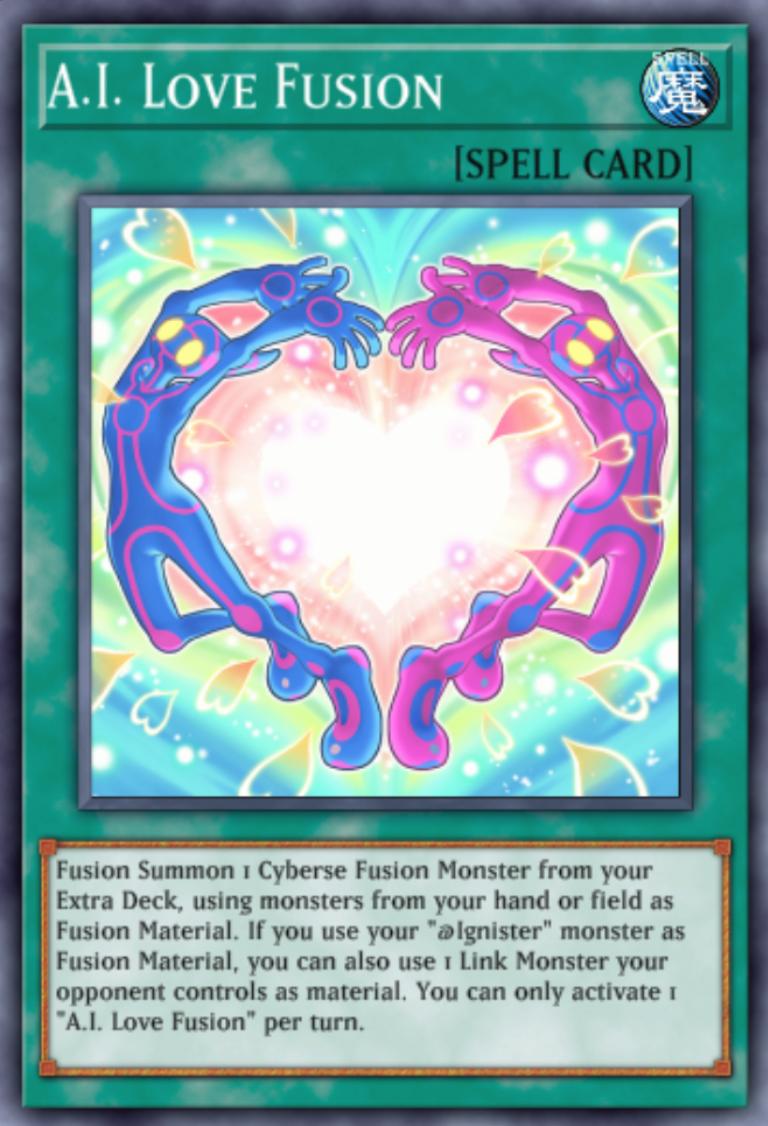 A.I. Love Fusion
SPELL
魔
[SPELL CARD]
Fusion Summon 1 Cyberse Fusion Monster from your
Extra Deck, using monsters from your hand or field as
Fusion Material. If you use your "@Ignister" monster as
Fusion Material, you can also use 1 Link Monster your
opponent controls as material. You can only activate 1
"A.I. Love Fusion" per turn.